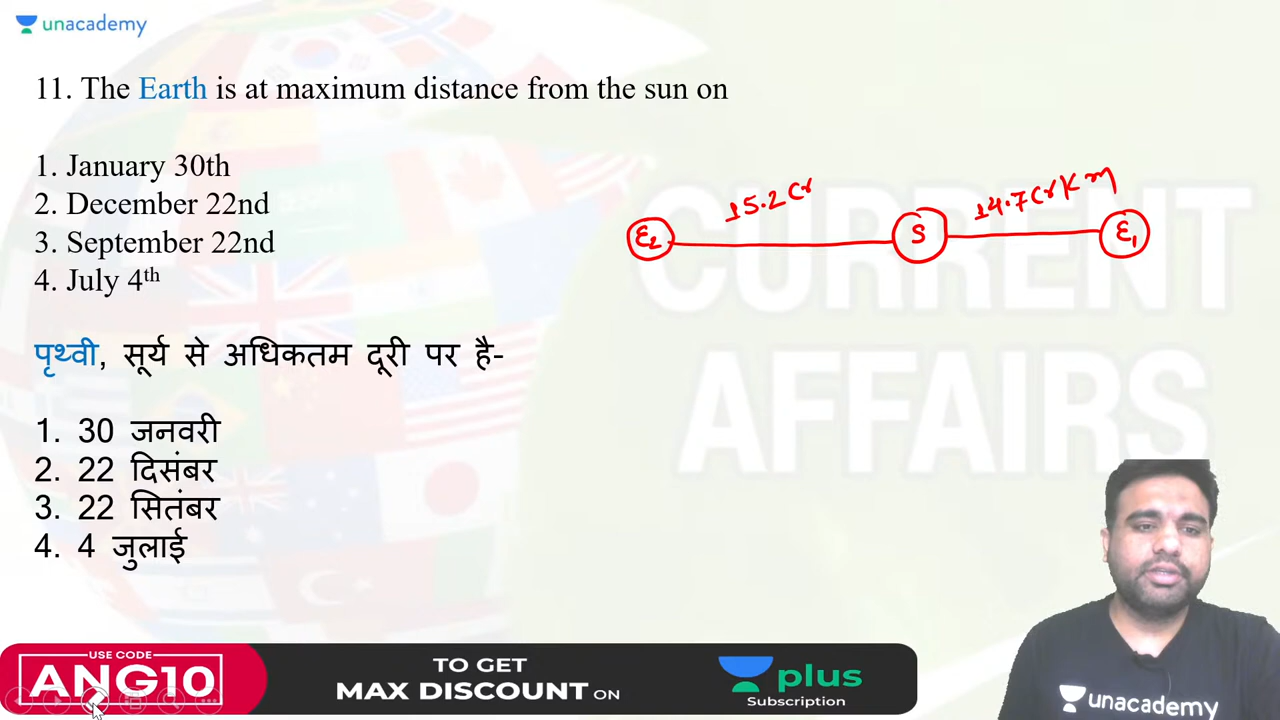 unacademy
11. The Earth is at maximum distance from the sun on
1. January 30th
2. December 22nd
3. September 22nd
4. July 4th
15.2 Cr
14.7 Cr Km
E2
S
E1
पृथ्वी, सूर्य से अधिकतम दूरी पर है-
1. 30 जनवरी
2. 22 दिसंबर
3. 22 सितंबर
4. 4 जुलाई
CURRENT
AFFAIRS
USE CODE
ANG10
TO GET
MAX DISCOUNT ON
plus
Subscription
unacademy